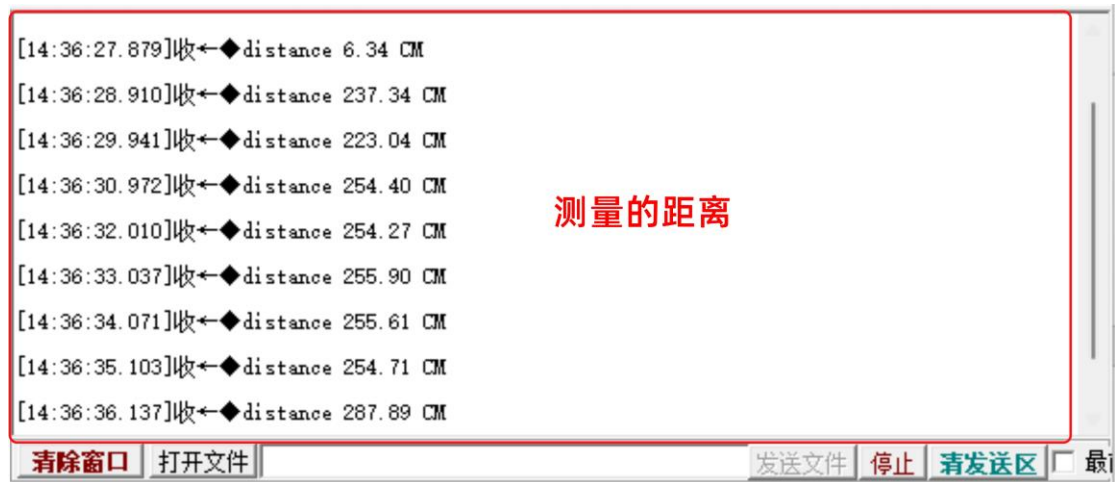 [14:36:27.879]收←◆distance 6.34 CM
[14:36:28.910]收←◆distance 237.34 CM
[14:36:29.941]收←◆distance 223.04 CM
[14:36:30.972]收←◆distance 254.40 CM
测量的距离
[14:36:32.010]收←◆distance 254.27 CM
[14:36:33.037]收←◆distance 255.90 CM
[14:36:34.071]收←◆distance 255.61 CM
[14:36:35.103]收←◆distance 254.71 CM
[14:36:36.137]收←◆distance 287.89 CM
清除窗口 打开文件 发送文件 停止 清发送区 最